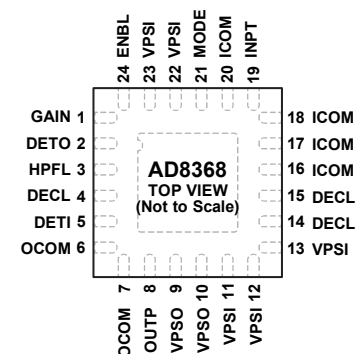 24 ENBL
23 VPSI
22 VPSI
21 MODE
20 ICOM
19 INPT
GAIN 1
DETO 2
HPFL 3
DECL 4
DETI 5
OCOM 6
AD8368
TOP VIEW
(Not to Scale)
18 ICOM
17 ICOM
16 ICOM
15 DECL
14 DECL
13 VPSI
OCOM 7
OUTP 8
VPSO 9
VPSO 10
VPSI 11
VPSI 12